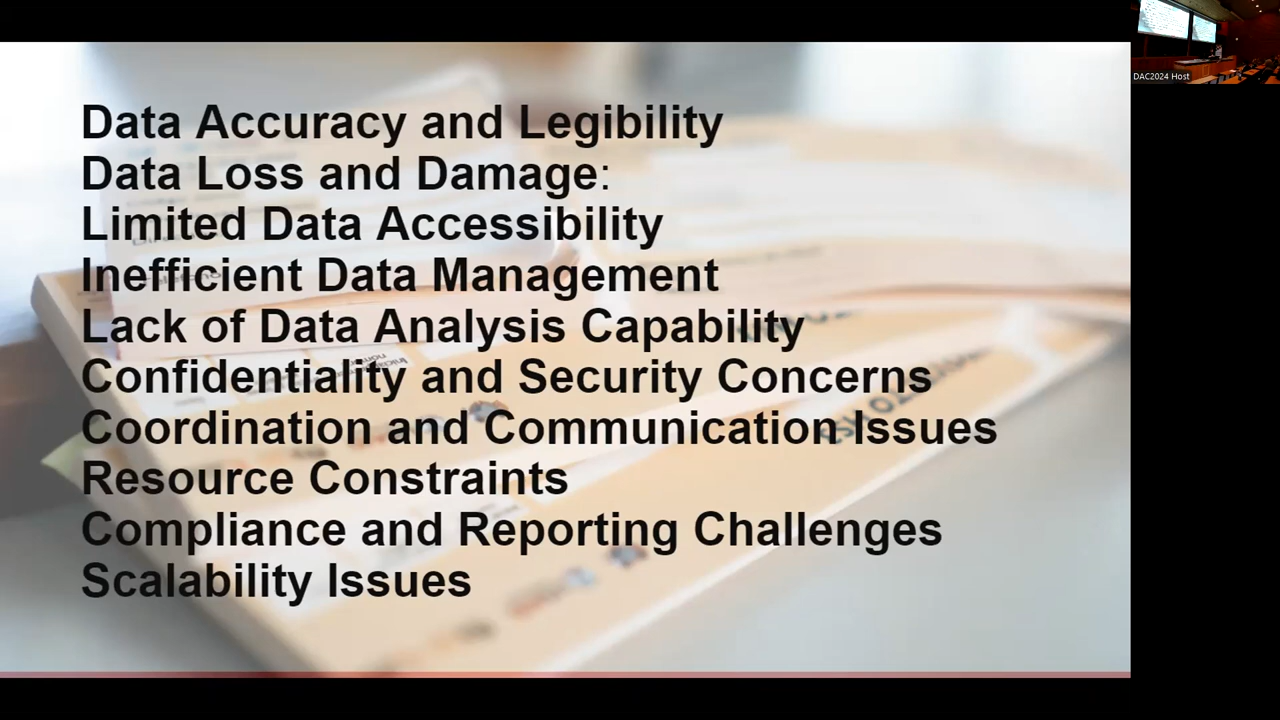 Data Accuracy and Legibility
Data Loss and Damage:
Limited Data Accessibility
Inefficient Data Management
Lack of Data Analysis Capability
Confidentiality and Security Concerns
Coordination and Communication Issues
Resource Constraints
Compliance and Reporting Challenges
Scalability Issues
DAC2024 Host